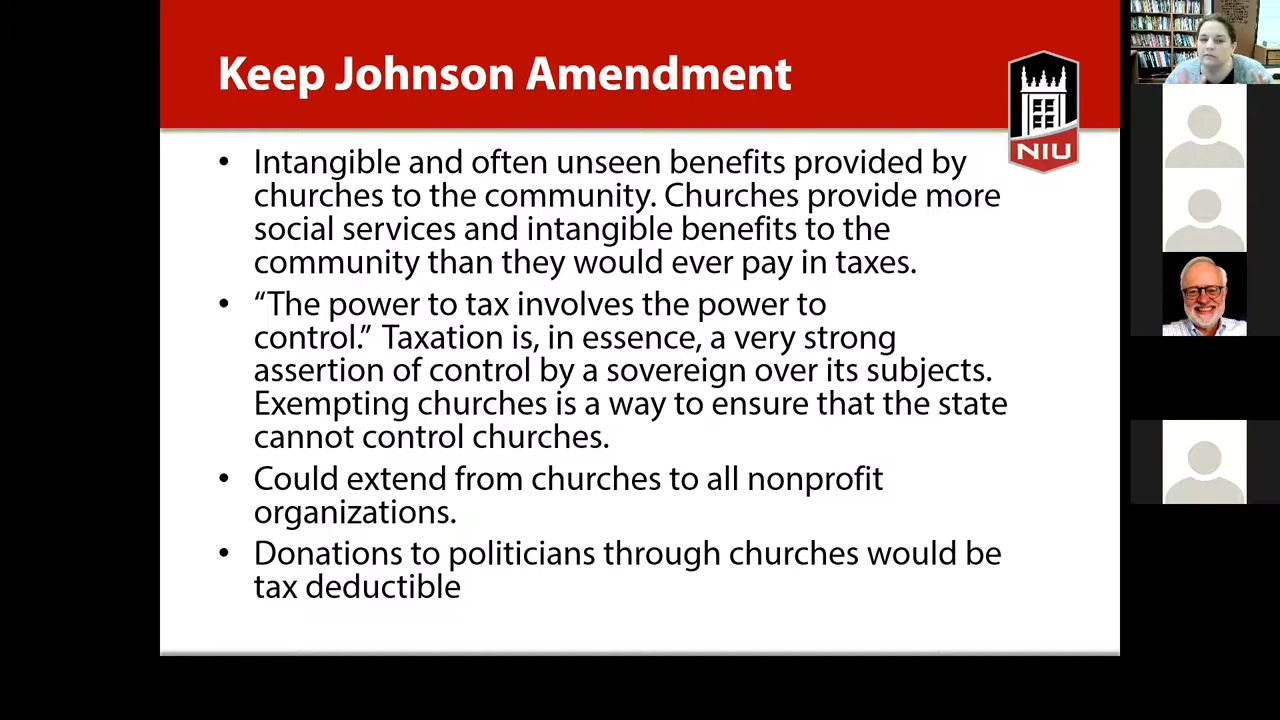 Keep Johnson Amendment
NIU
• Intangible and often unseen benefits provided by
churches to the community. Churches provide more
social services and intangible benefits to the
community than they would ever pay in taxes.
• “The power to tax involves the power to
control.” Taxation is, in essence, a very strong
assertion of control by a sovereign over its subjects.
Exempting churches is a way to ensure that the state
cannot control churches.
• Could extend from churches to all nonprofit
organizations.
• Donations to politicians through churches would be
tax deductible